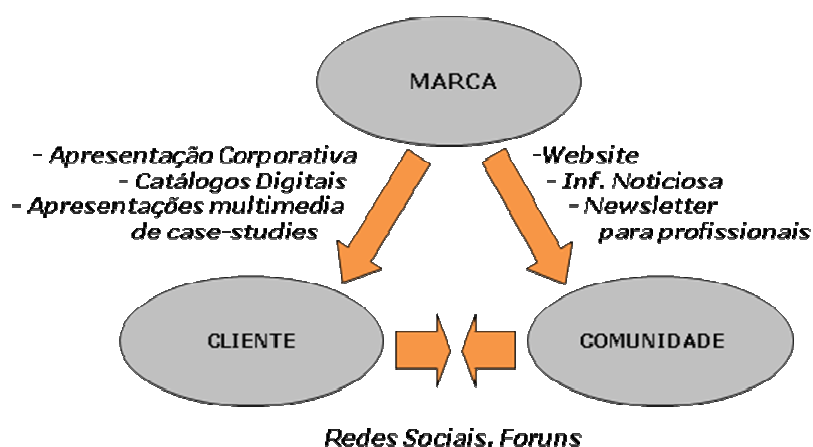 MARCA
- Apresentação Corporativa
- Catálogos Digitais
- Apresentações multimedia
de case-studies
-Website
- Inf. Noticiosa
- Newsletter
para profissionais
CLIENTE
COMUNIDADE
Redes Sociais. Foruns